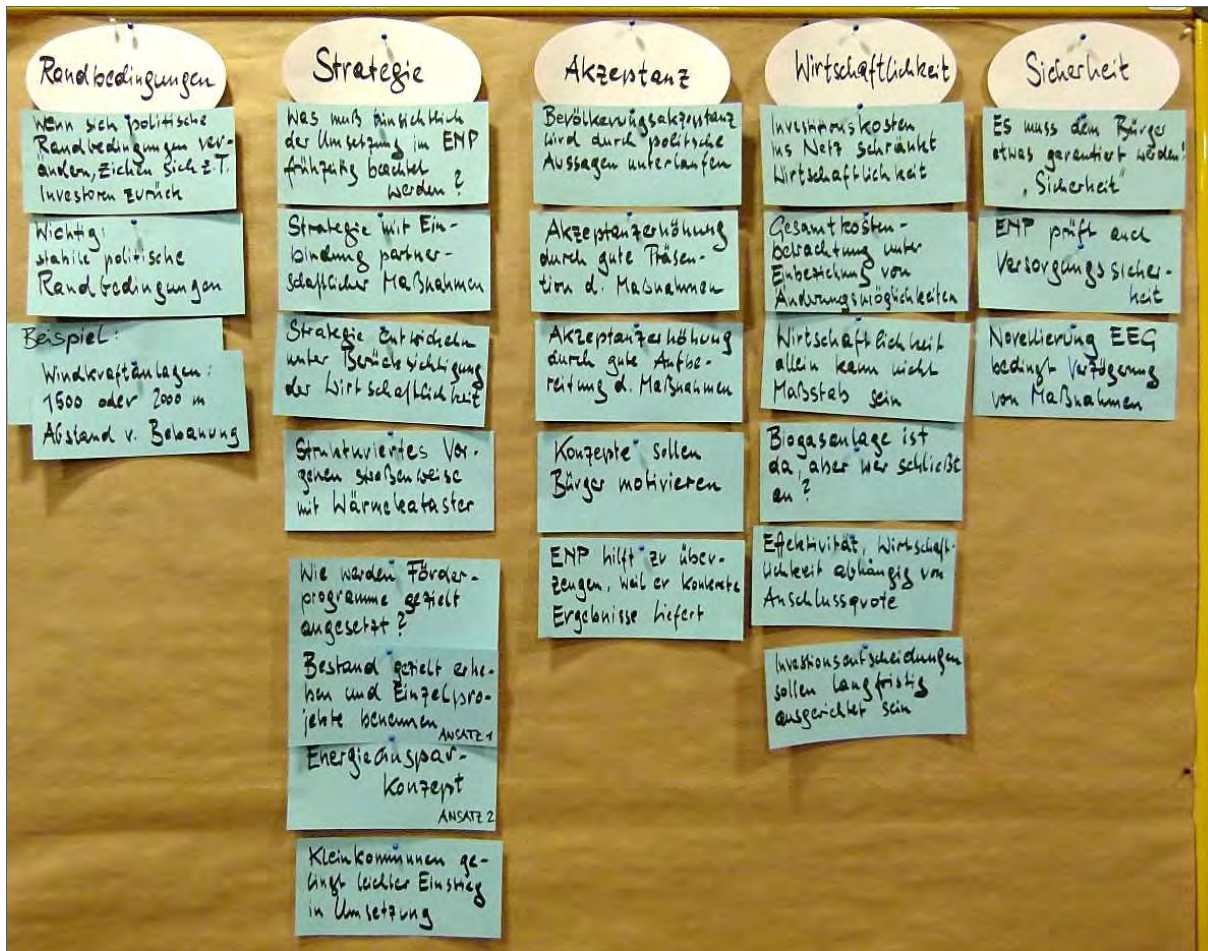 Randbedingungen
Wenn sich politische
Randbedingungen ver-
ändern, ziehen sich z.T.
Investoren zurück
Wichtig:
stabile politische
Randbedingungen
Beispiel:
Windkraftanlagen:
1500 oder 2000 m
Abstand v. Bebauung
Strategie
Was muß hinsichtlich
der Umsetzung im ENP
frühzeitig beachtet
werden?
Strategie mit Ein-
bindung partner-
schaftlicher Maßnahmen
Strategie Entwickeln
unter Berücksichtigung
der Wirtschaftlichkeit
Strukturiertes Vor-
gehen straßenweise
mit Wärmekataster
Wie werden Förder-
programme gezielt
angesetzt?
Bestand gezielt erhe-
ben und Einzelpro-
jekte benennen
ANSATZ 1
Energieeinspar-
Konzept
ANSATZ 2
Kleinkommunen ge-
lingt leichter Einstieg
in Umsetzung
Akzeptanz
Bevölkerungsakzeptanz
wird durch politische
Aussagen unterlaufen
Akzeptanzerhöhung
durch gute Präsen-
tion d. Maßnahmen
Akzeptanzerhöhung
durch gute Aufbe-
reitung d. Maßnahmen
Konzepte sollen
Bürger motivieren
ENP hilft zu über-
zeugen, weil er konkrete
Ergebnisse liefert
Wirtschaftlichkeit
Investitionskosten
ins Netz schränkt
Wirtschaftlichkeit
Gesamtkosten-
betrachtung unter
Einbeziehung von
Änderungsmöglichkeiten
Wirtschaftlichkeit
allein kann nicht
Maßstab sein
Biogasanlage ist
da, aber wer schließt
an?
Effektivität, Wirtschaft-
lichkeit abhängig von
Anschlussquote
Investionsentscheidungen
sollen langfristig
ausgerichtet sein
Sicherheit
Es muss dem Bürger
etwas garantiert werden!
"Sicherheit"
ENP prüft auch
Versorgungssicher-
heit
Novellierung EEG
bedingt Verzögerung
von Maßnahmen